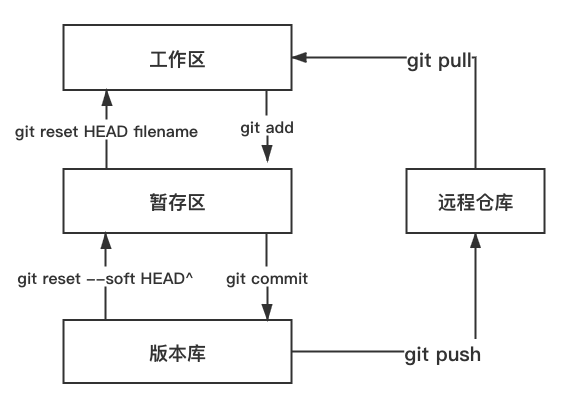 工作区
git pull
git reset HEAD filename
git add
暂存区
远程仓库
git reset --soft HEAD^
git commit
版本库
git push